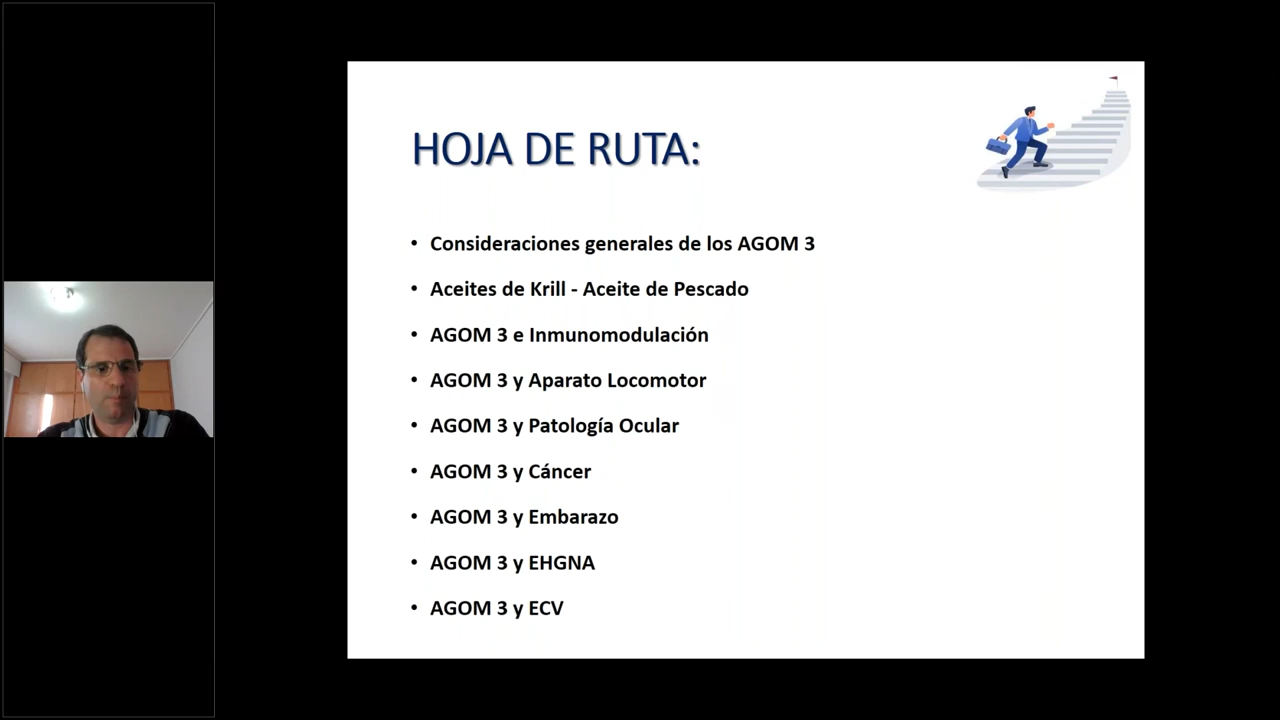 HOJA DE RUTA:
• Consideraciones generales de los AGOM 3
• Aceites de Krill - Aceite de Pescado
• AGOM 3 e Inmunomodulación
• AGOM 3 y Aparato Locomotor
• AGOM 3 y Patología Ocular
• AGOM 3 y Cáncer
• AGOM 3 y Embarazo
• AGOM 3 y EHGNA
• AGOM 3 y ECV